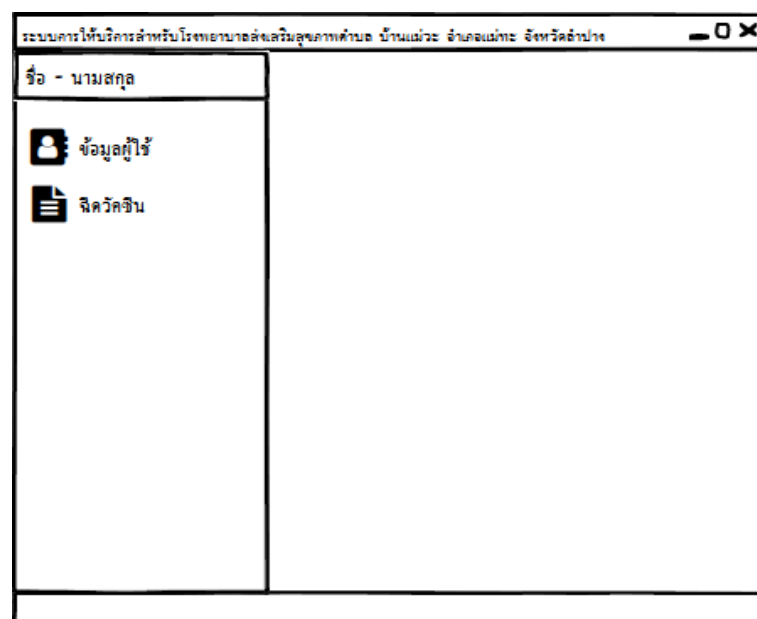 ระบบการให้บริการสำหรับโรงพยาบาลส่งเสริมสุขภาพตำบล บ้านแม่วะ อำเภอแม่ทะ จังหวัดลำปาง
ชื่อ - นามสกุล
ข้อมูลผู้ใช้
ฉีดวัคซีน